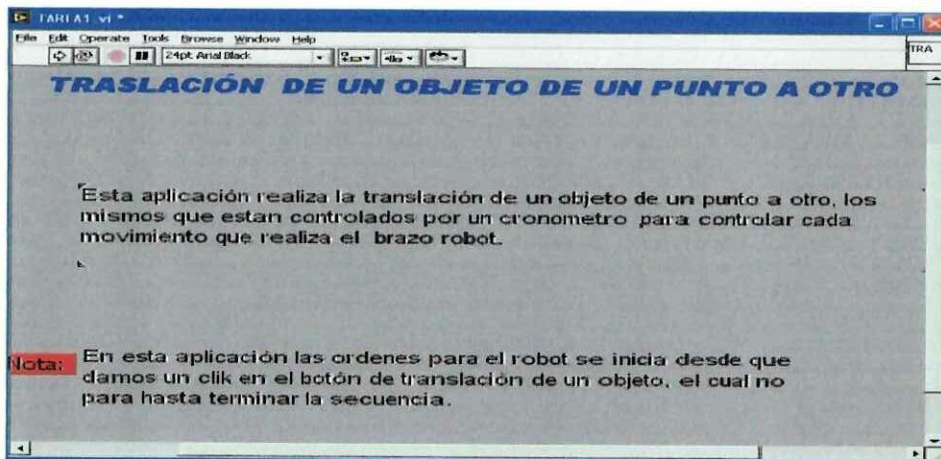 TAREA1.vi *
File Edit Operate Tools Browse Window Help
24pt Arial Black
TRA
TRASLACIÓN DE UN OBJETO DE UN PUNTO A OTRO
Esta aplicación realiza la translación de un objeto de un punto a otro, los
mismos que estan controlados por un cronometro para controlar cada
movimiento que realiza el brazo robot.
Nota: En esta aplicación las ordenes para el robot se inicia desde que
damos un clik en el botón de translación de un objeto, el cual no
para hasta terminar la secuencia.